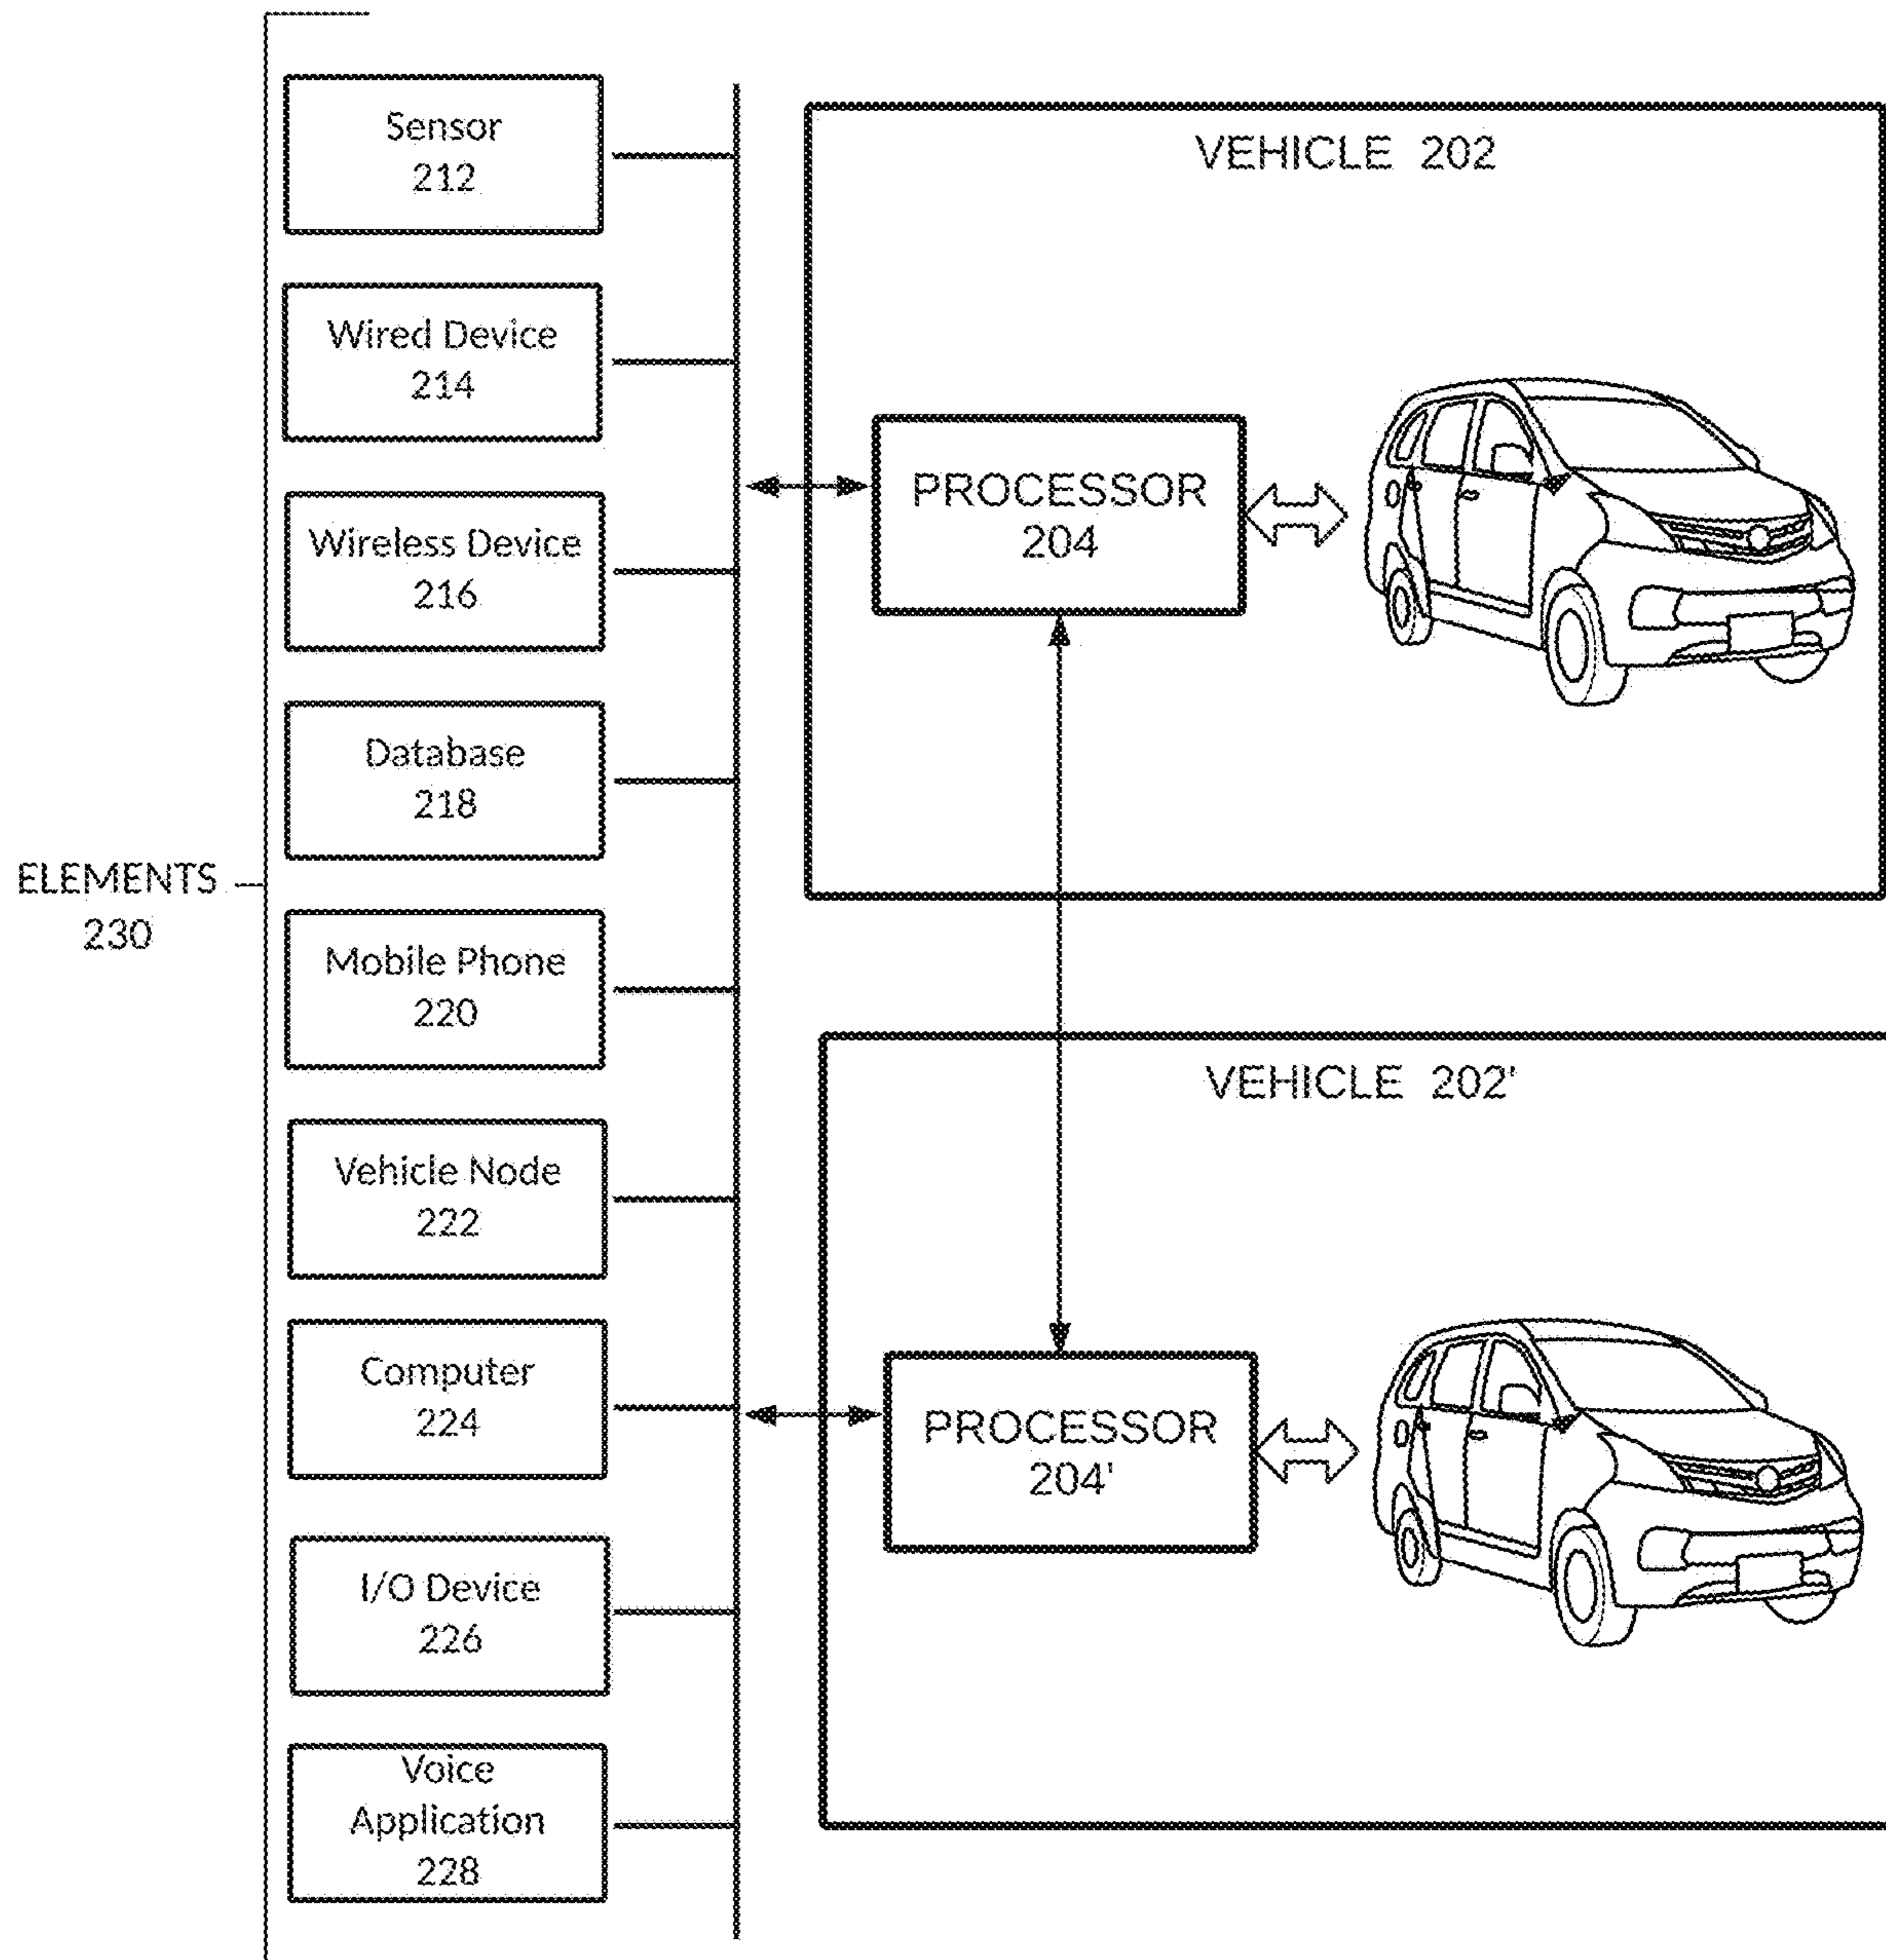 ELEMENTS
230
Sensor
212
Wired Device
214
Wireless Device
216
Database
218
Mobile Phone
220
Vehicle Node
222
Computer
224
I/O Device
226
Voice
Application
228
VEHICLE 202
PROCESSOR
204
VEHICLE 202'
PROCESSOR
204'